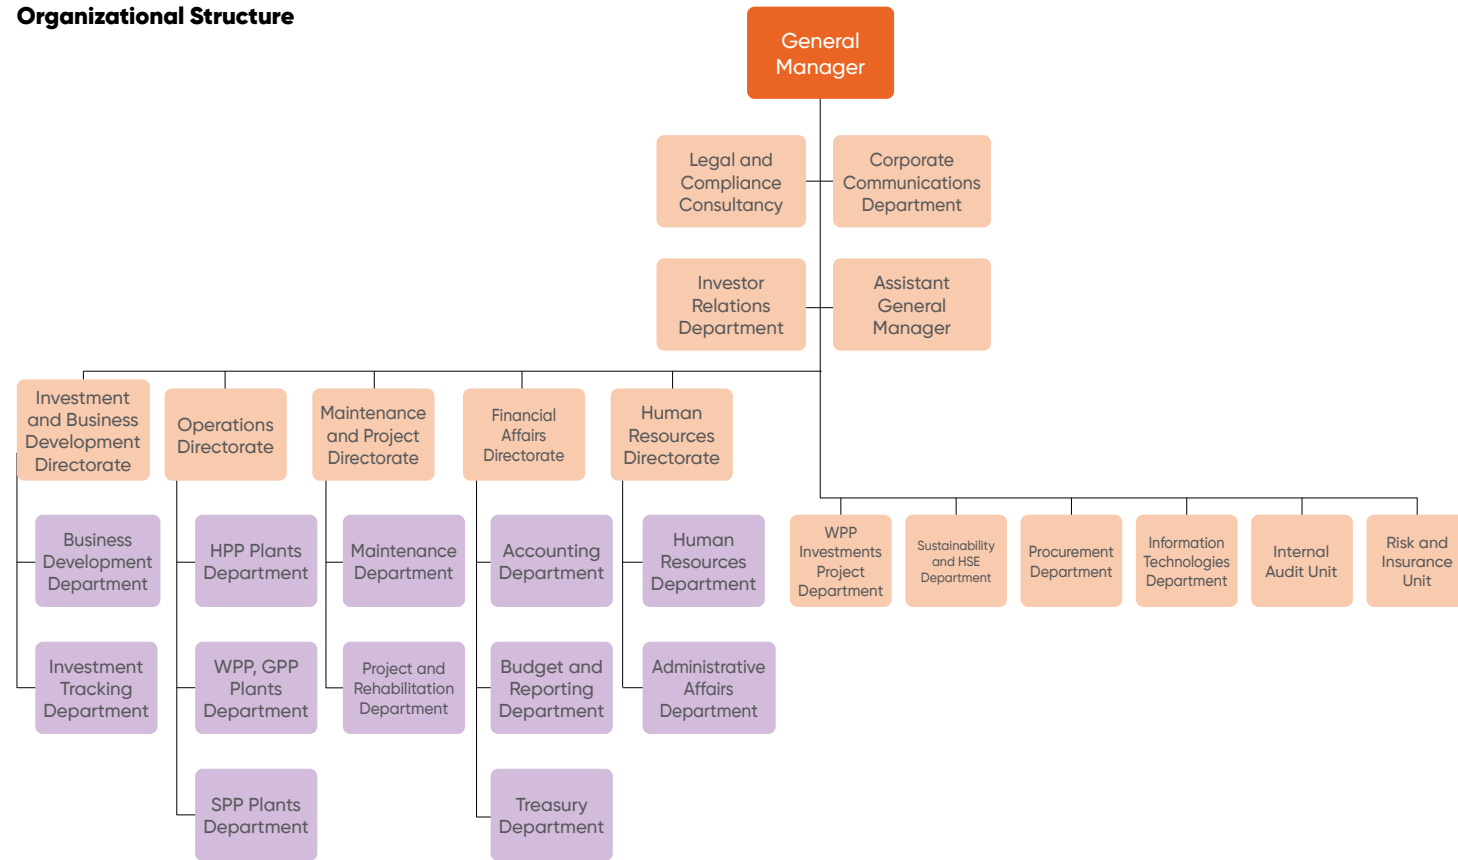 Organizational Structure
General
Manager
Legal and
Compliance
Consultancy
Corporate
Communications
Department
Investor
Relations
Department
Assistant
General
Manager
Investment
and Business
Development
Directorate
Operations
Directorate
Maintenance
and Project
Directorate
Financial
Affairs
Directorate
Human
Resources
Directorate
Business
Development
Department
HPP Plants
Department
Maintenance
Department
Accounting
Department
Human
Resources
Department
WPP
Investments
Project
Department
Sustainability
and HSE
Department
Procurement
Department
Information
Technologies
Department
Internal
Audit Unit
Risk and
Insurance
Unit
Investment
Tracking
Department
WPP, GPP
Plants
Department
Project and
Rehabilitation
Department
Budget and
Reporting
Department
Administrative
Affairs
Department
SPP Plants
Department
Treasury
Department